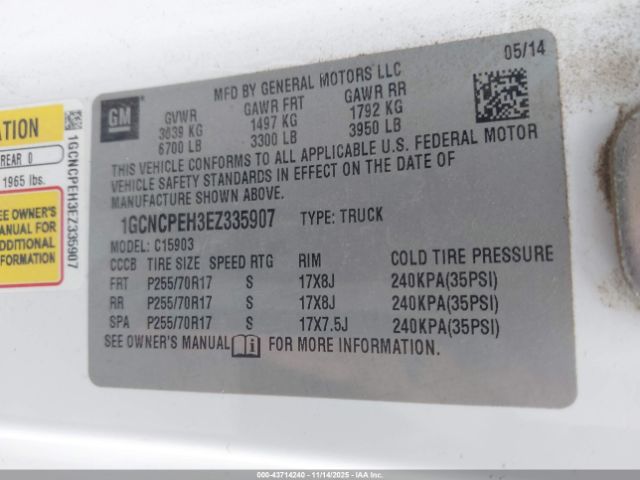 05/14
MFD BY GENERAL MOTORS LLC
GM
GVWR GAWR FRT GAWR RR
3039 KG 1497 KG 1792 KG
6700 LB 3300 LB 3950 LB
THIS VEHICLE CONFORMS TO ALL APPLICABLE U.S. FEDERAL MOTOR
VEHICLE SAFETY STANDARDS IN EFFECT ON THE DATE OF
MANUFACTURE SHOWN ABOVE.
1GCNCPEH3EZ335907 TYPE: TRUCK
MODEL: C15903
CCCB TIRE SIZE SPEED RTG RIM COLD TIRE PRESSURE
FRT P255/70R17 S 17X8J 240KPA(35PSI)
RR P255/70R17 S 17X8J 240KPA(35PSI)
SPA P255/70R17 S 17X7.5J 240KPA(35PSI)
SEE OWNER'S MANUAL FOR MORE INFORMATION.
ATION
REAR 0
1965 lbs.
SEE OWNER'S
MANUAL FOR
ADDITIONAL
1GCNCPEH3EZ335907
000-43714240 - 11/14/2025 - IAAI.com